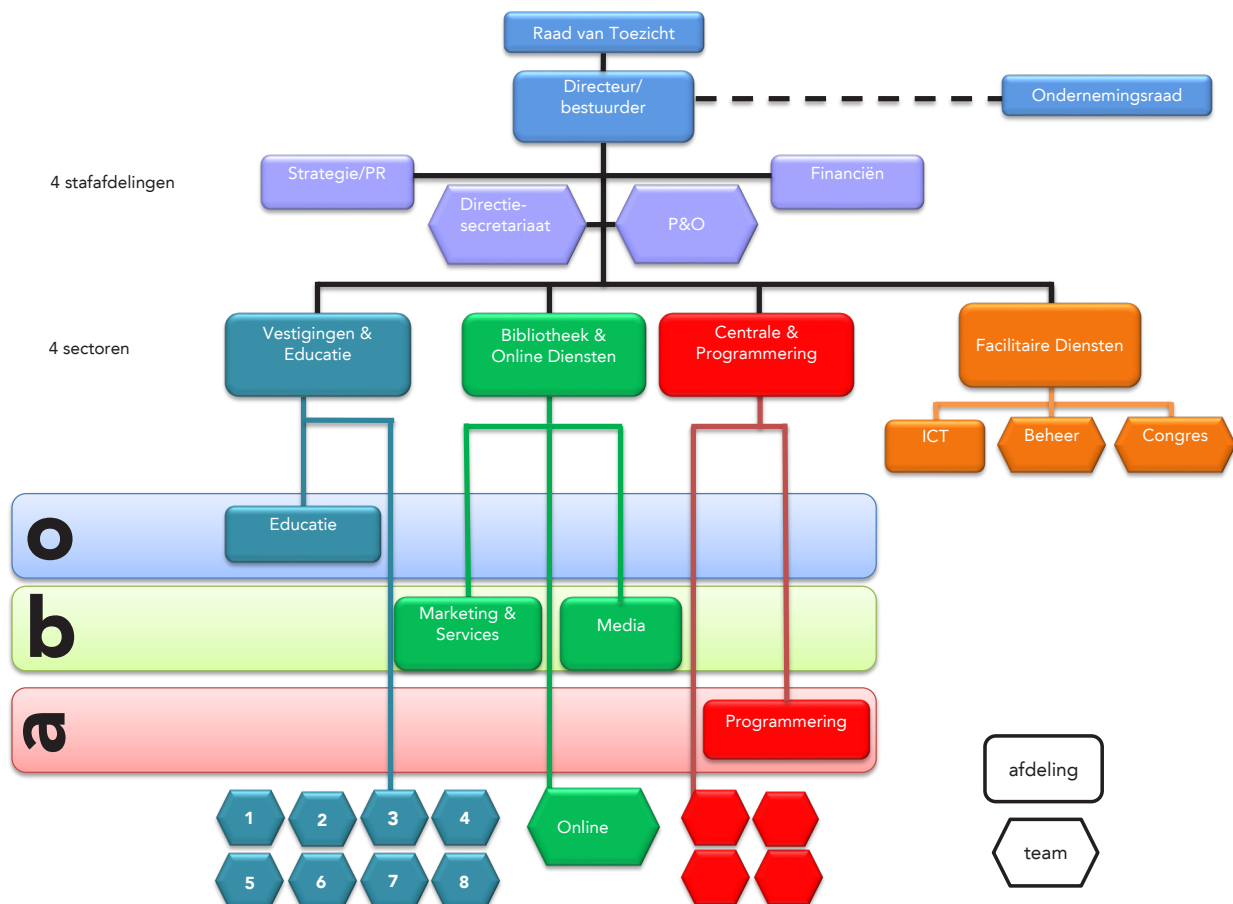 Raad van Toezicht
Directeur/
bestuurder
Ondernemingsraad
4 stafafdelingen
Strategie/PR
Financiën
Directie-
secretariaat
P&O
4 sectoren
Vestigingen &
Educatie
Bibliotheek &
Online Diensten
Centrale &
Programmering
Facilitaire Diensten
ICT
Beheer
Congres
o
Educatie
b
Marketing &
Services
Media
a
Programmering
afdeling
1
2
3
4
Online
team
5
6
7
8